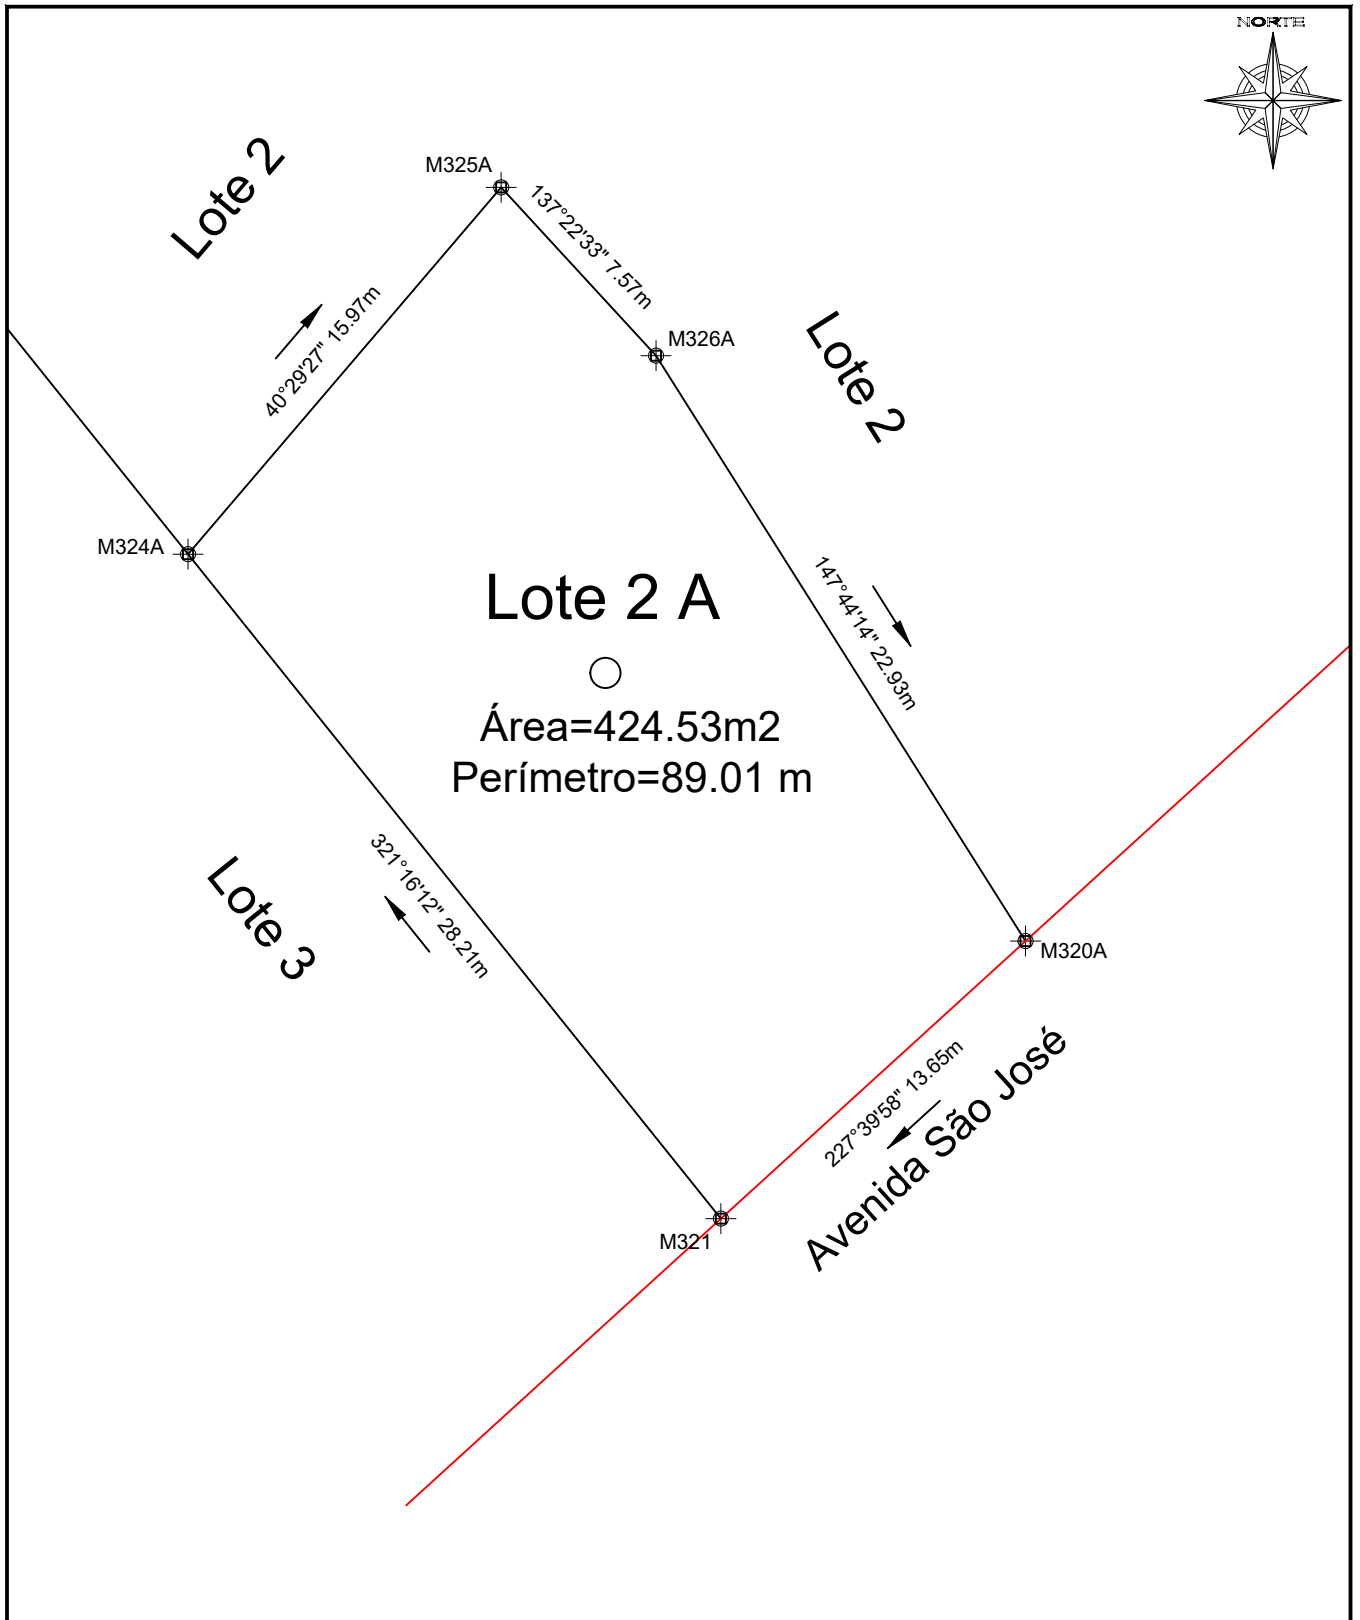 NORTE
Lote 2
M325A
137°22'33" 7.57m
40°29'27" 15.97m
M326A
Lote 2
M324A
147°44'14" 22.93m
Lote 2 A
Área=424.53m2
Perímetro=89.01 m
321°16'12" 28.21m
Lote 3
M320A
227°39'58" 13.65m
Avenida São José
M321